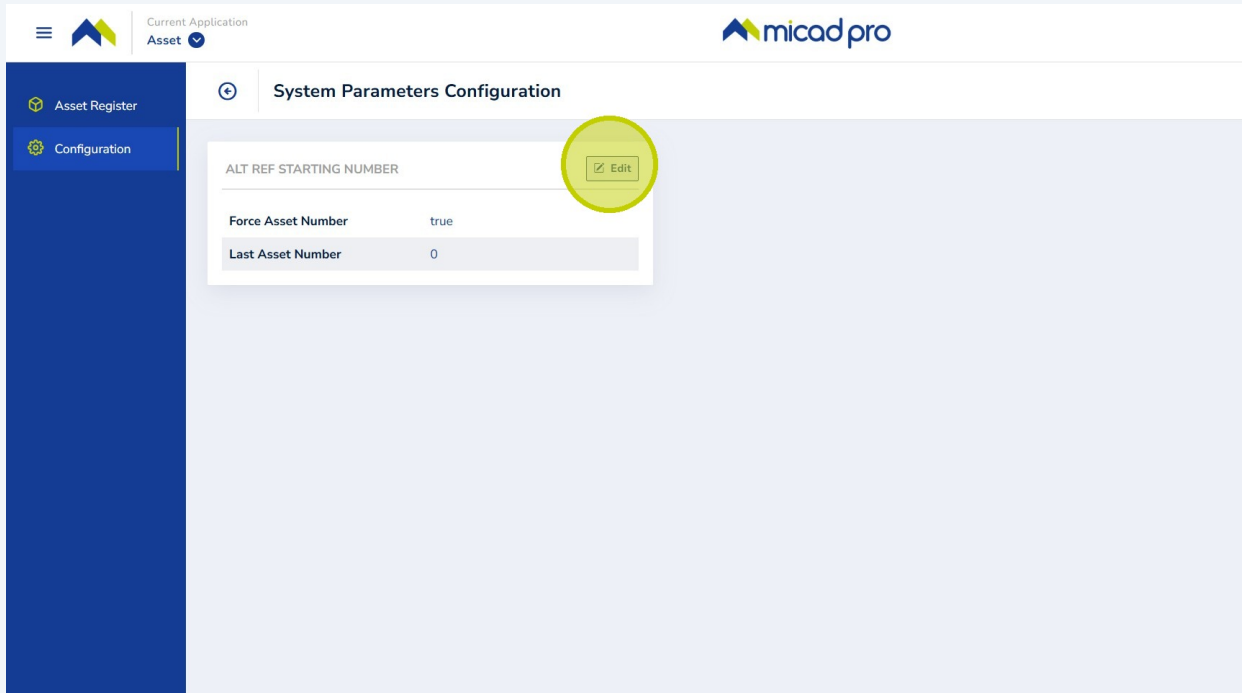 Current Application
Asset
micad pro
Asset Register
Configuration
System Parameters Configuration
ALT REF STARTING NUMBER
Edit
Force Asset Number true
Last Asset Number 0